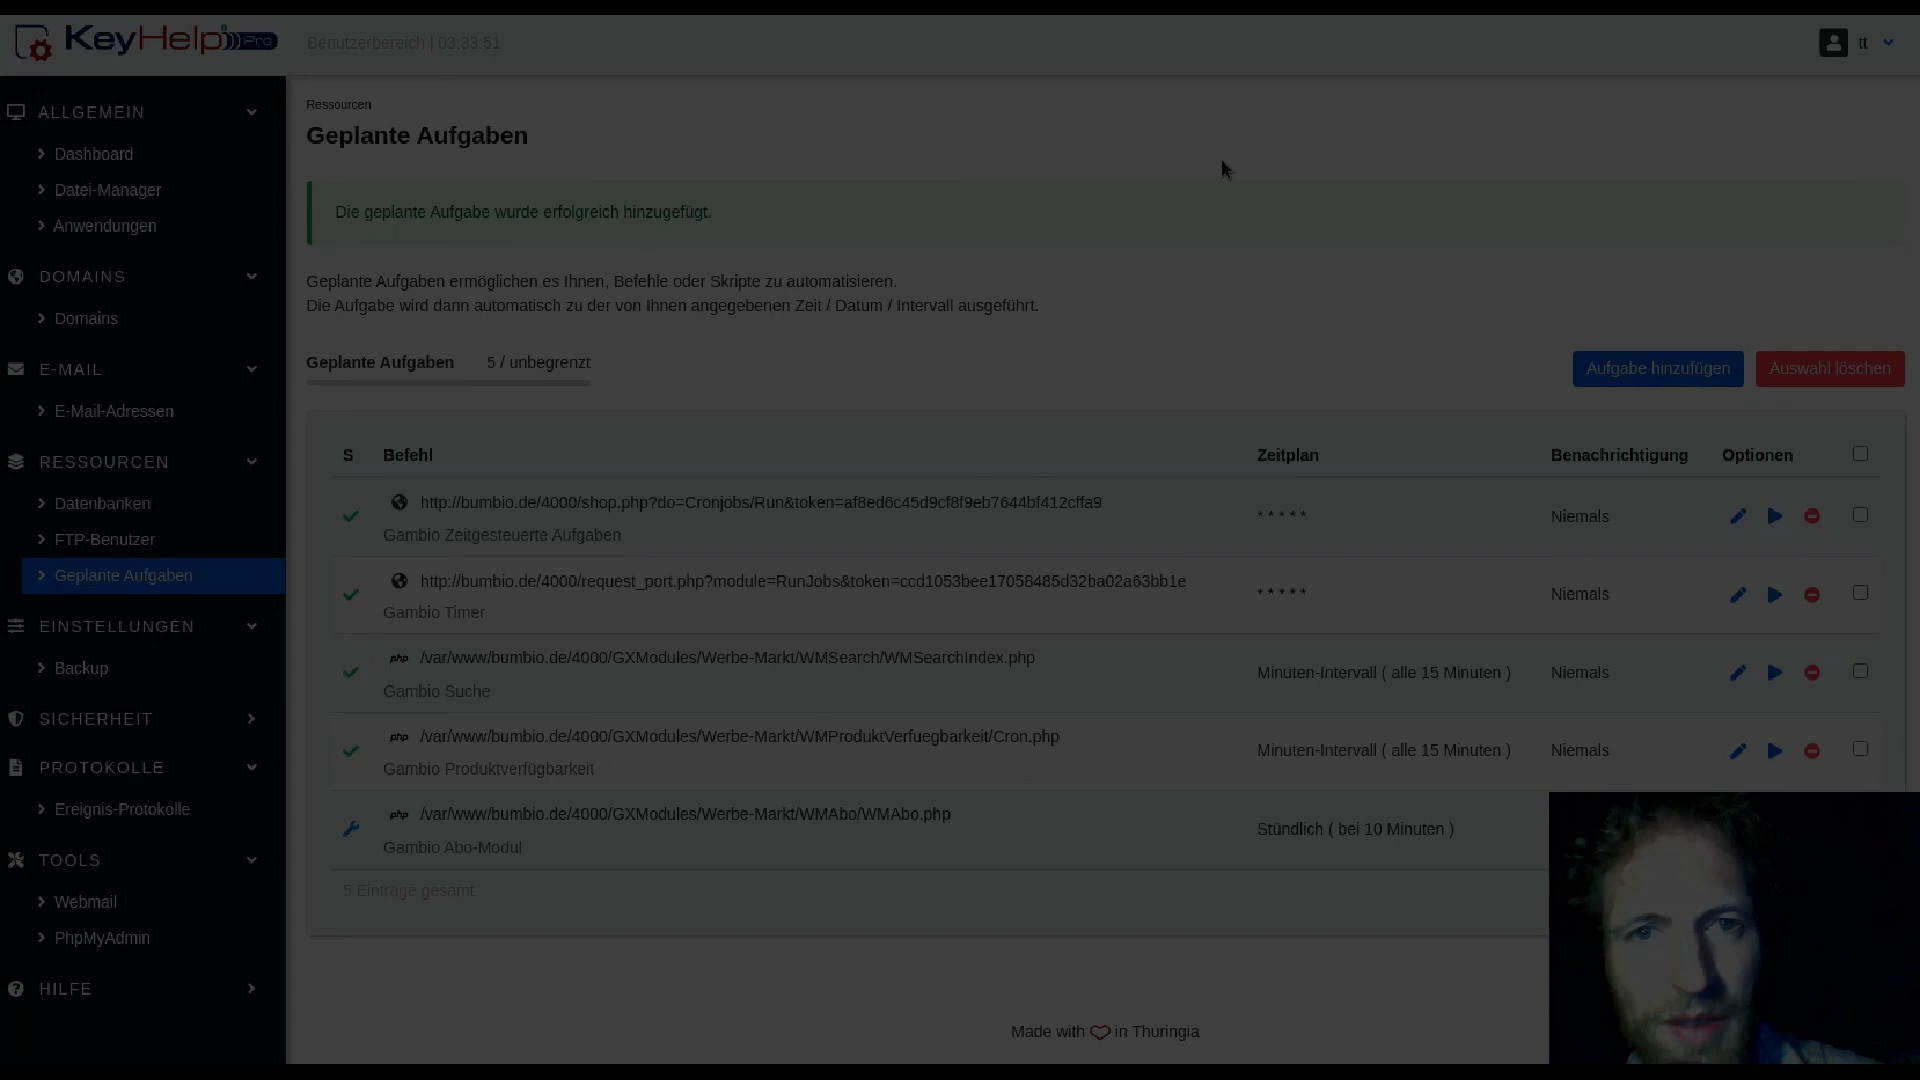 KeyHelp Pro
Benutzerbereich | 03:33:51
tt
ALLGEMEIN
Dashboard
Datei-Manager
Anwendungen
DOMAINS
Domains
E-MAIL
E-Mail-Adressen
RESSOURCEN
Datenbanken
FTP-Benutzer
Geplante Aufgaben
EINSTELLUNGEN
Backup
SICHERHEIT
PROTOKOLLE
Ereignis-Protokolle
TOOLS
Webmail
PhpMyAdmin
HILFE
Ressourcen
Geplante Aufgaben
Die geplante Aufgabe wurde erfolgreich hinzugefügt.
Geplante Aufgaben ermöglichen es Ihnen, Befehle oder Skripte zu automatisieren.
Die Aufgabe wird dann automatisch zu der von Ihnen angegebenen Zeit / Datum / Intervall ausgeführt.
Geplante Aufgaben 5 / unbegrenzt
Aufgabe hinzufügen Auswahl löschen
S Befehl Zeitplan Benachrichtigung Optionen
http://bumbio.de/4000/shop.php?do=Cronjobs/Run&token=af8ed6c45d9cf8f9eb7644bf412cffa9
Gambio Zeitgesteuerte Aufgaben
* * * * * Niemals
http://bumbio.de/4000/request_port.php?module=RunJobs&token=ccd1053bee17058485d32ba02a63bb1e
Gambio Timer
* * * * * Niemals
php /var/www/bumbio.de/4000/GXModules/Werbe-Markt/WMSearch/WMSearchIndex.php
Gambio Suche
Minuten-Intervall ( alle 15 Minuten ) Niemals
php /var/www/bumbio.de/4000/GXModules/Werbe-Markt/WMProduktVerfuegbarkeit/Cron.php
Gambio Produktverfügbarkeit
Minuten-Intervall ( alle 15 Minuten ) Niemals
php /var/www/bumbio.de/4000/GXModules/Werbe-Markt/WMAbo/WMAbo.php
Gambio Abo-Modul
Stündlich ( bei 10 Minuten )
5 Einträge gesamt
Made with in Thuringia